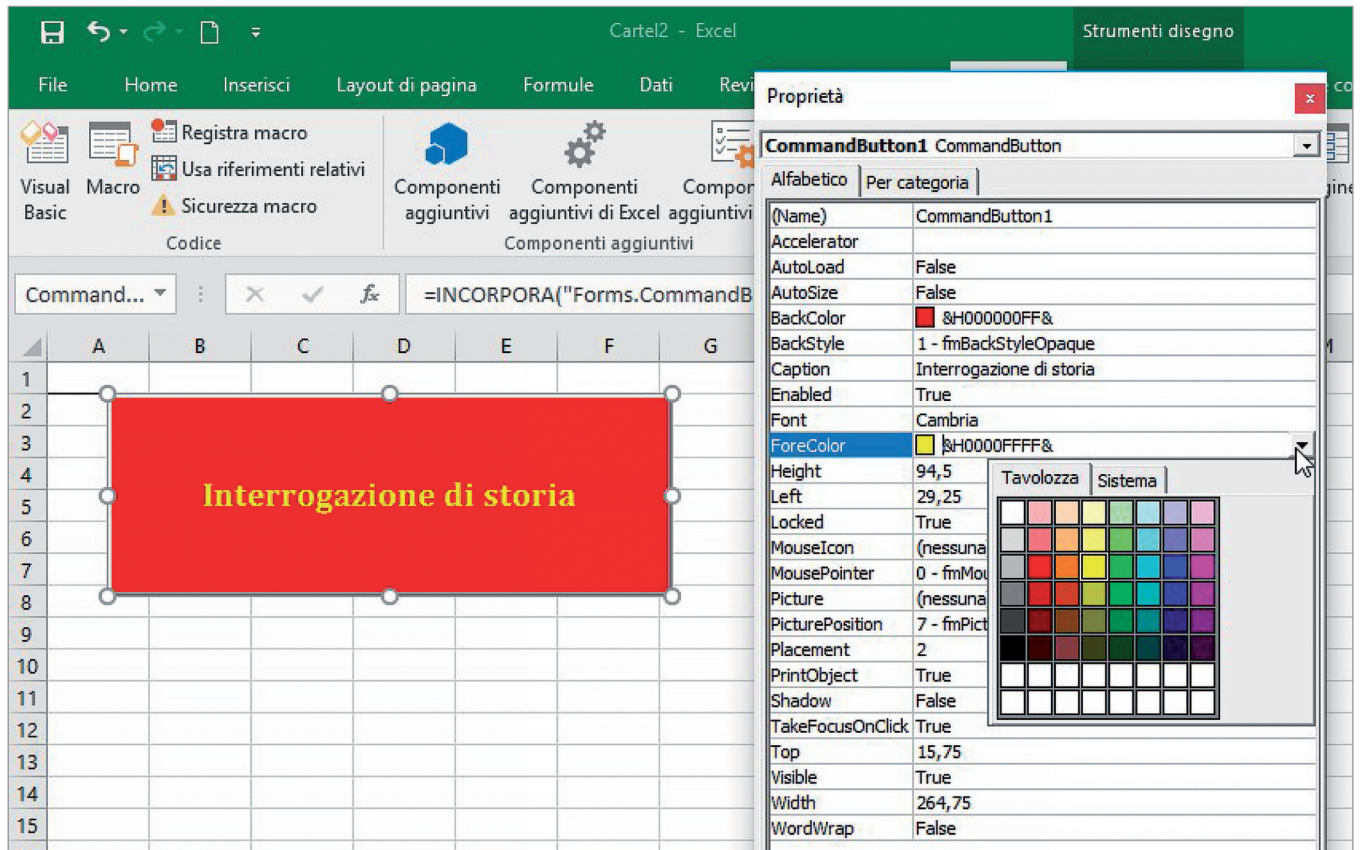 Cartel2 - Excel
Strumenti disegno
File Home Inserisci Layout di pagina Formule Dati Revi
Registra macro
Usa riferimenti relativi
Sicurezza macro
Visual Basic
Macro
Codice
Componenti aggiuntivi
Componenti aggiuntivi di Excel
Compon aggiuntivi
Componenti aggiuntivi
Command...
fx
=INCORPORA("Forms.CommandB
A B C D E F G
1
2
3
4
5
6
7
8
9
10
11
12
13
14
15
Interrogazione di storia
Proprietà
x
CommandButton1 CommandButton
Alfabetico Per categoria
(Name) CommandButton1
Accelerator
AutoLoad False
AutoSize False
BackColor &H000000FF&
BackStyle 1 - fmBackStyleOpaque
Caption Interrogazione di storia
Enabled True
Font Cambria
ForeColor &H0000FFFF&
Height 94,5
Left 29,25
Locked True
MouseIcon (nessuna
MousePointer 0 - fmMou
Picture (nessuna
PicturePosition 7 - fmPict
Placement 2
PrintObject True
Shadow False
TakeFocusOnClick True
Top 15,75
Visible True
Width 264,75
WordWrap False
Tavolozza Sistema